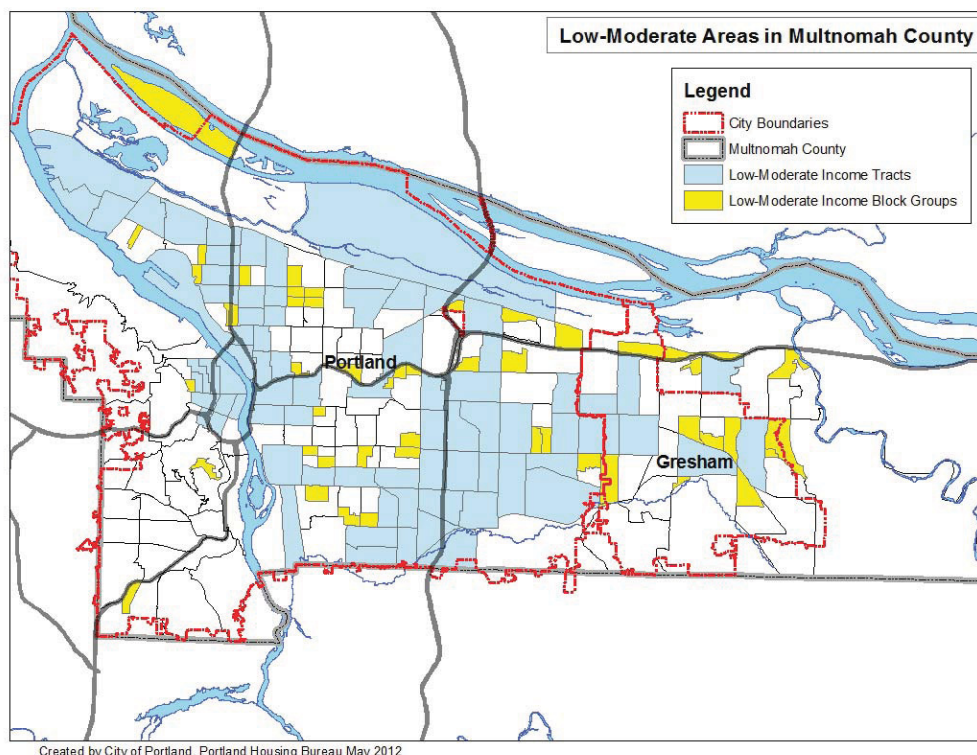 Low-Moderate Areas in Multnomah County
Legend
City Boundaries
Multnomah County
Low-Moderate Income Tracts
Low-Moderate Income Block Groups
Portland
Gresham
Created by City of Portland, Portland Housing Bureau May 2012